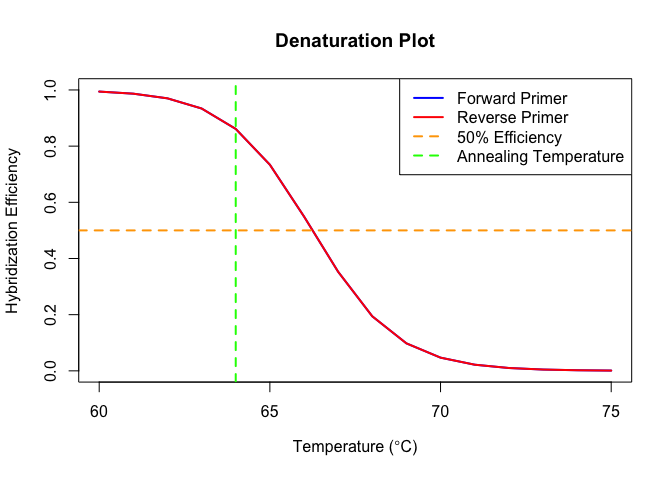 Denaturation Plot
Forward Primer
Reverse Primer
50% Efficiency
Annealing Temperature
Hybridization Efficiency
1.0
0.8
0.6
0.4
0.2
0.0
60
65
70
75
Temperature (°C)